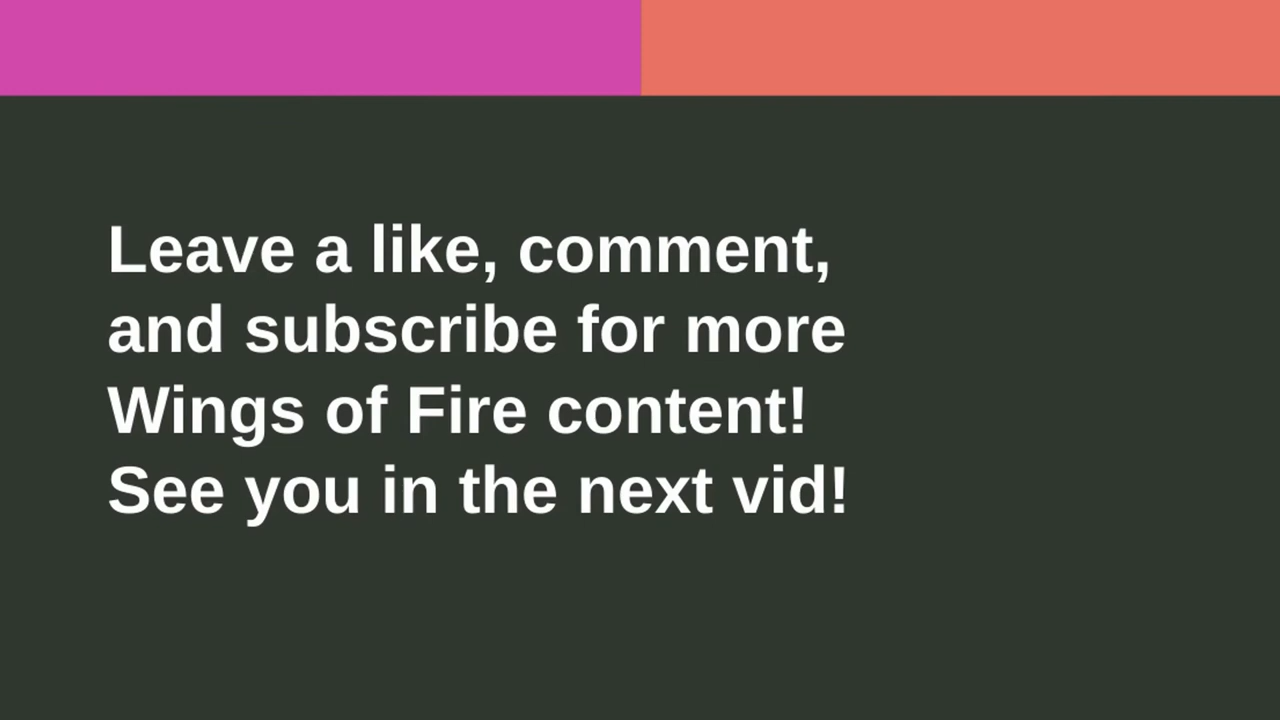 Leave a like, comment,
and subscribe for more
Wings of Fire content!
See you in the next vid!